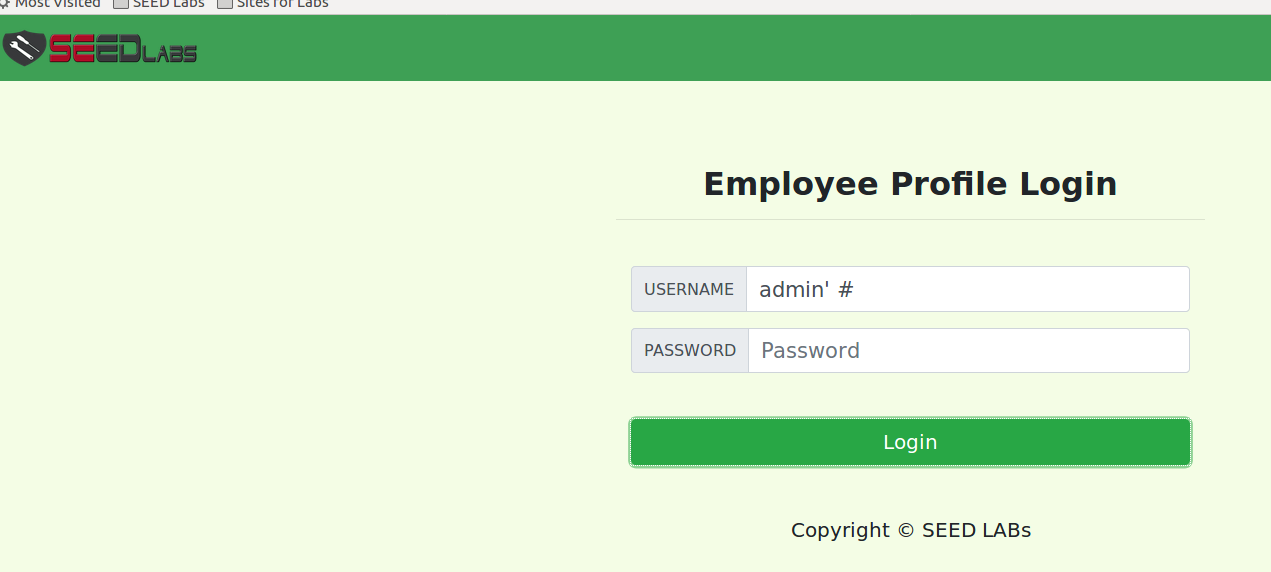 Most Visited SEED Labs Sites for Labs
SEEDLABS
Employee Profile Login
USERNAME admin' #
PASSWORD Password
Login
Copyright © SEED LABs